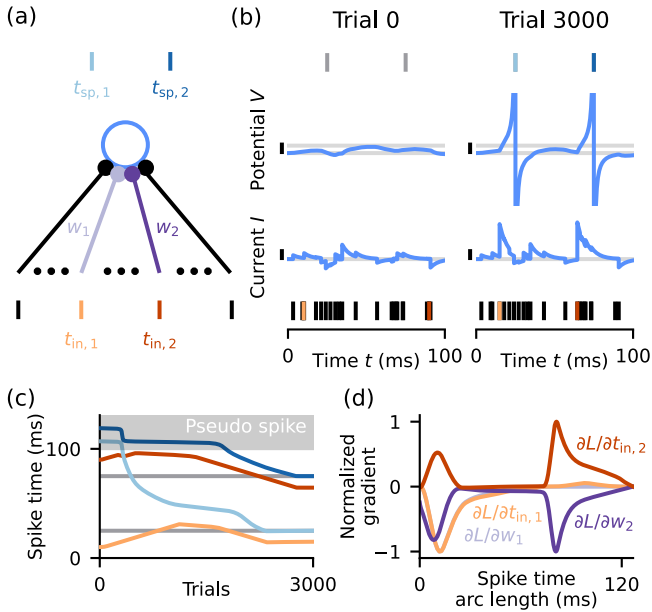 (a)
t_sp, 1
t_sp, 2
w_1
w_2
t_in, 1
t_in, 2
(b)
Trial 0
Trial 3000
Potential V
Current I
0
100
0
100
Time t (ms)
Time t (ms)
(c)
Pseudo spike
Spike time (ms)
100
0
0
3000
Trials
(d)
Normalized
gradient
1
0
−1
∂L/∂t_in, 2
∂L/∂t_in, 1
∂L/∂w_1
∂L/∂w_2
0
60
120
Spike time
arc length (ms)